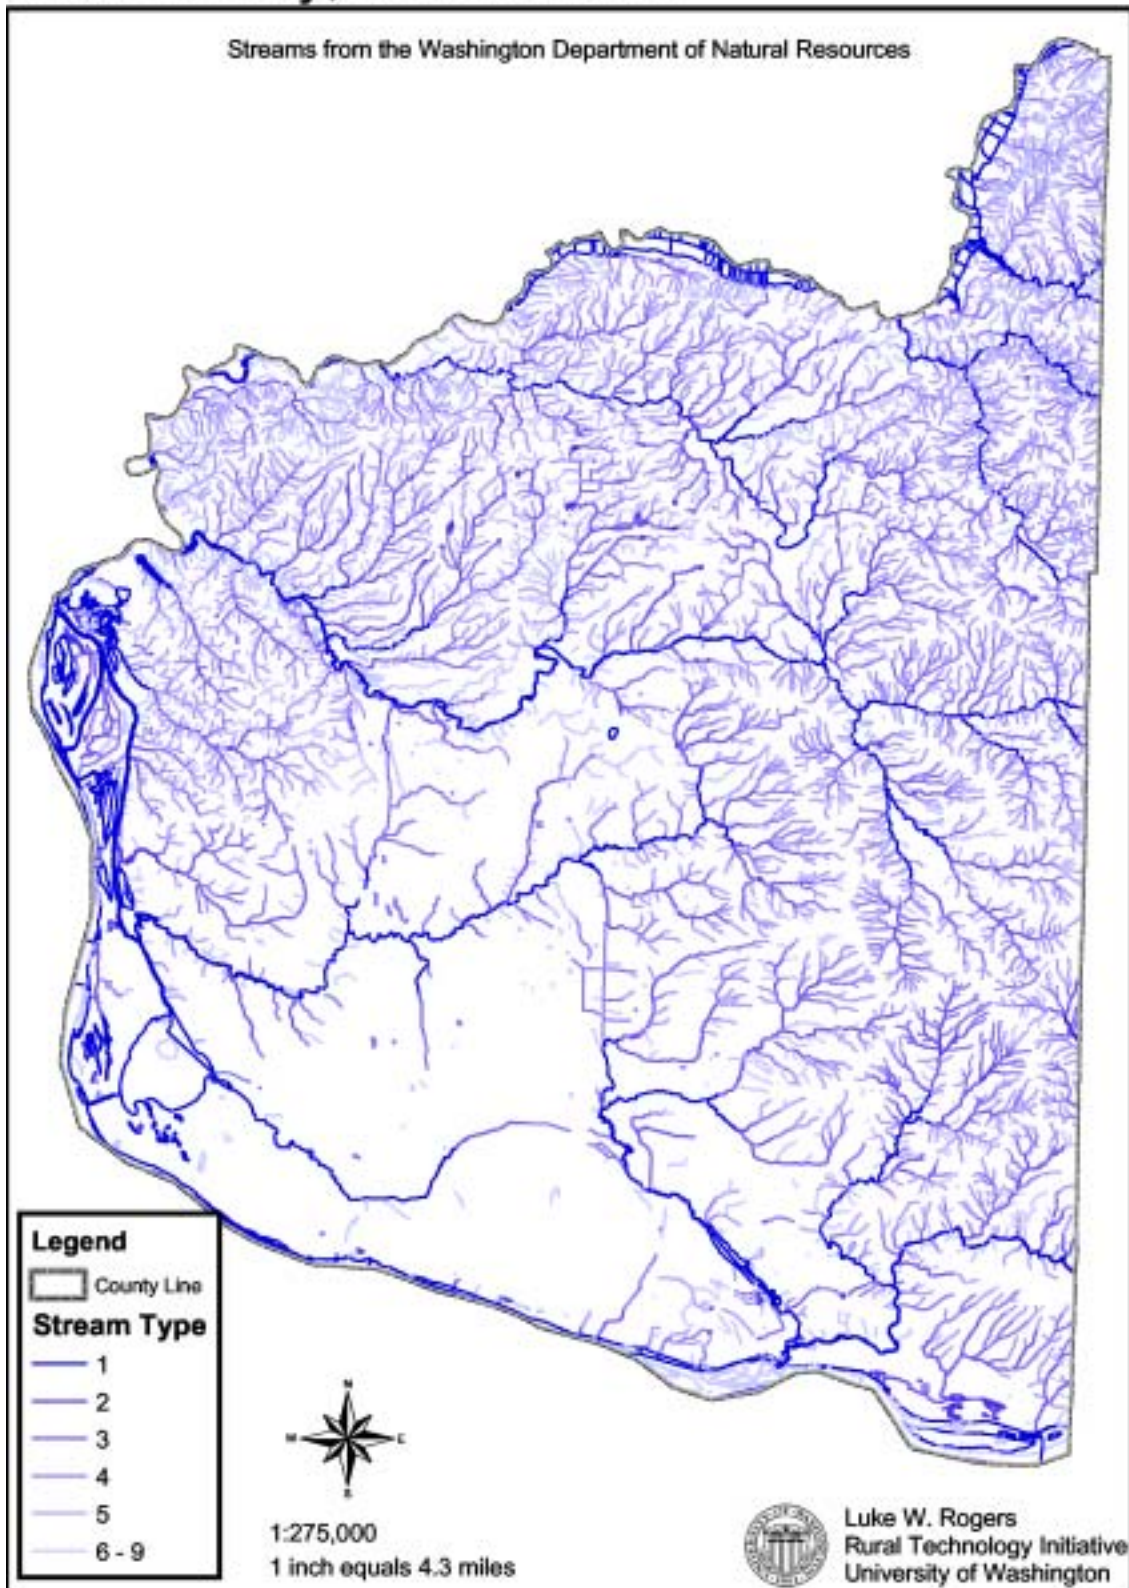 Streams from the Washington Department of Natural Resources
Legend
County Line
Stream Type
1
2
3
4
5
6 - 9
N
E
S
1:275,000
1 inch equals 4.3 miles
Luke W. Rogers
Rural Technology Initiative
University of Washington